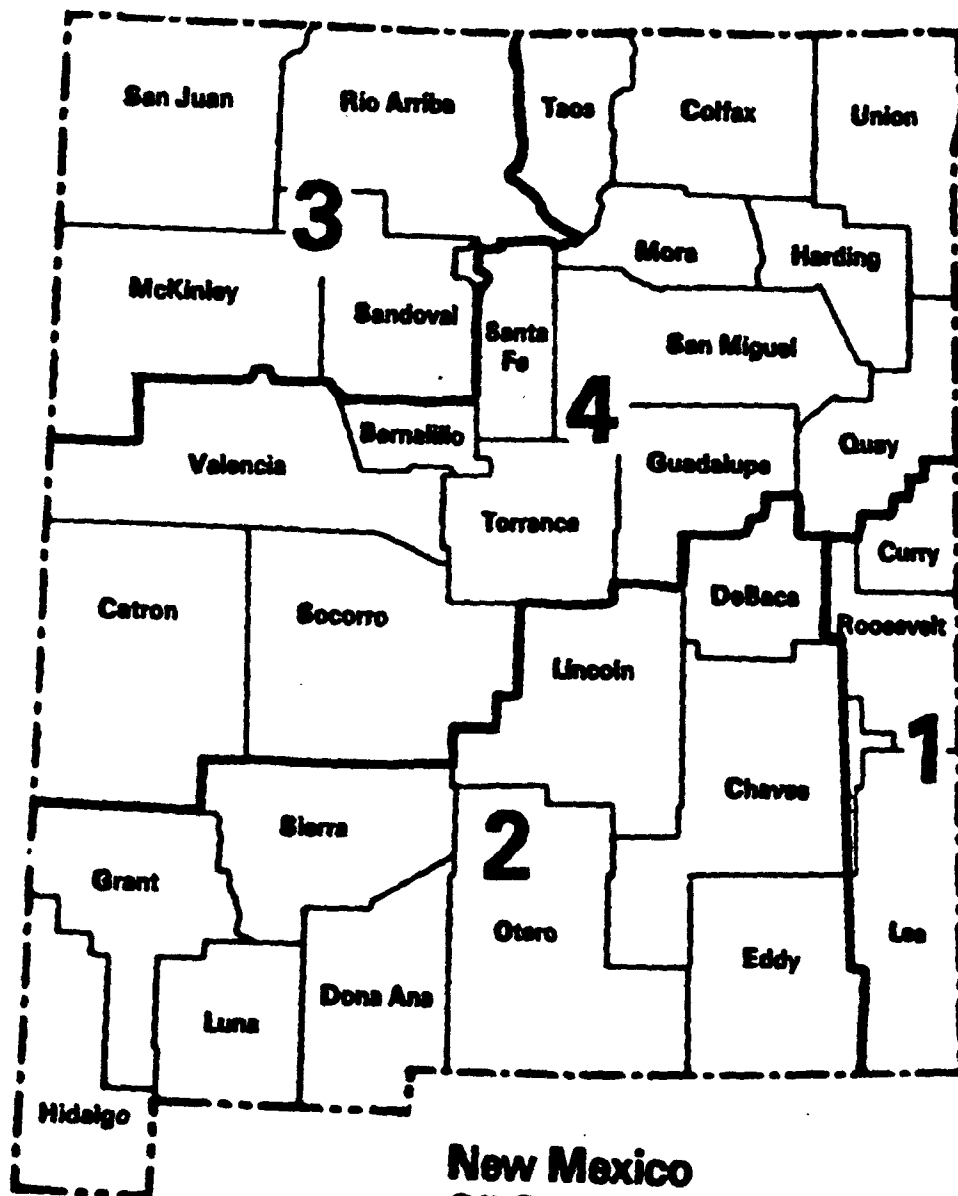 San Juan
Rio Arriba
Taos
Colfax
Union
3
Mora
Harding
McKinley
Sandoval
Santa
Fe
San Miguel
4
Bernalillo
Quay
Valencia
Guadalupe
Torrance
Curry
Catron
Socorro
DeBaca
Roosevelt
Lincoln
1
Chaves
Sierra
2
Grant
Otero
Lea
Eddy
Dona Ana
Luna
Hidalgo
New Mexico